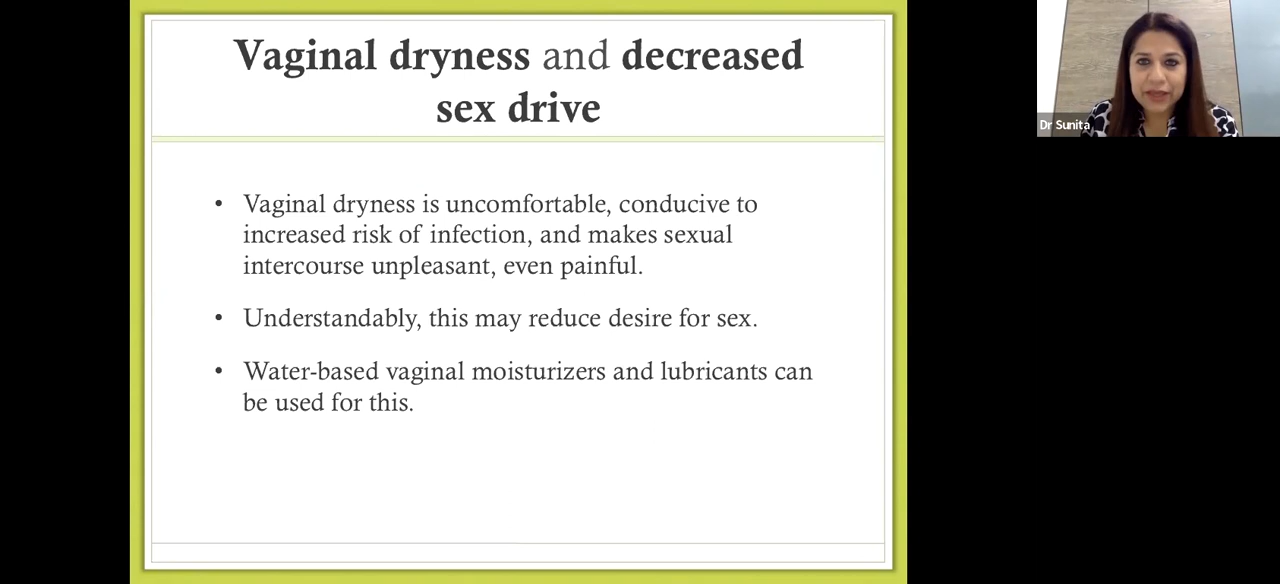 Vaginal dryness and decreased
sex drive
• Vaginal dryness is uncomfortable, conducive to
increased risk of infection, and makes sexual
intercourse unpleasant, even painful.
• Understandably, this may reduce desire for sex.
• Water-based vaginal moisturizers and lubricants can
be used for this.
Dr Sunita